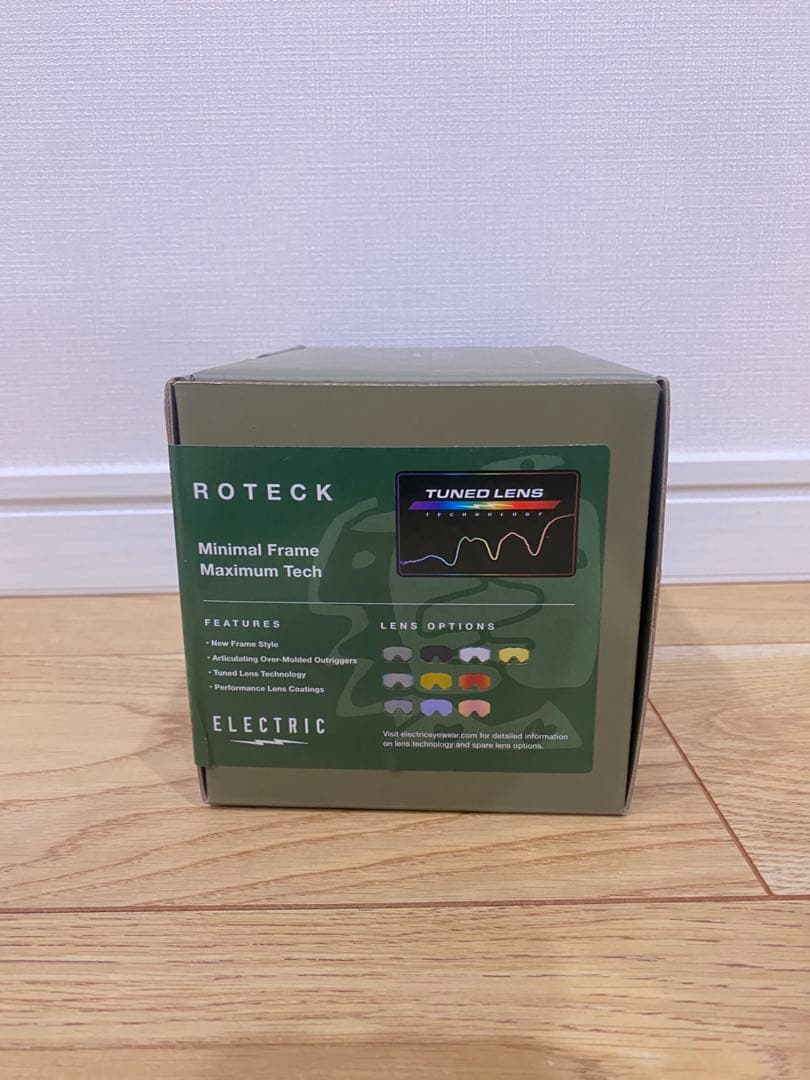 ROTECK
Minimal Frame
Maximum Tech
TUNED LENS
TECHNOLOGY
FEATURES
• New Frame Style
• Articulating Over-Molded Outriggers
• Tuned Lens Technology
• Performance Lens Coatings
ELECTRIC
LENS OPTIONS
Visit electriceyewear.com for detailed information
on lens technology and spare lens options.